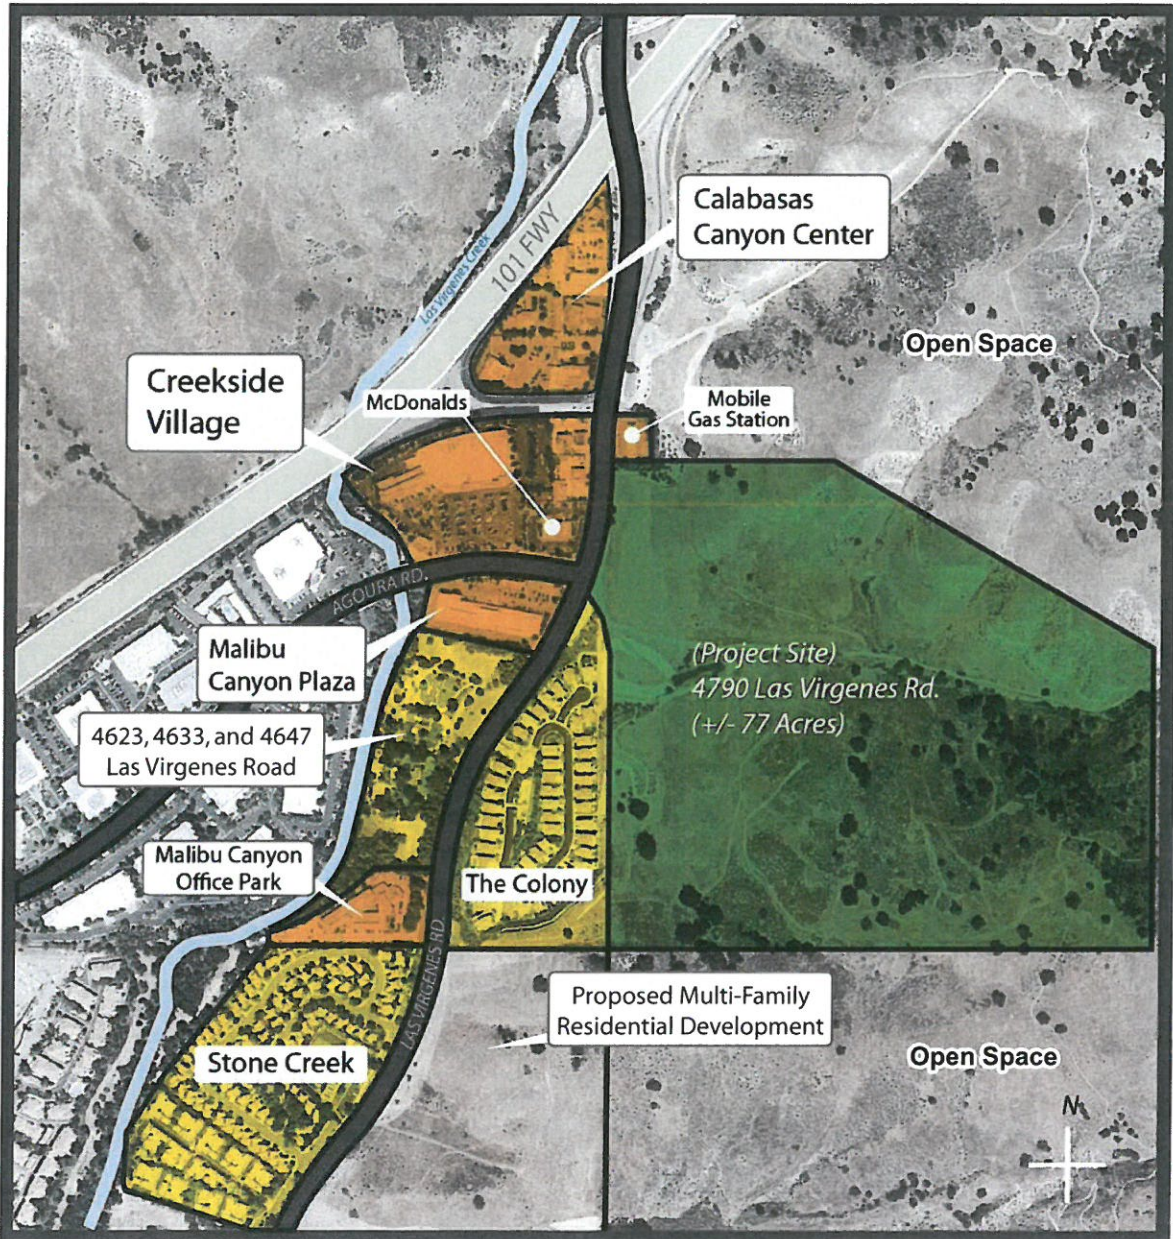 Calabasas
Canyon Center
101 FWY
Las Virgenes Creek
Open Space
Creekside
Village
McDonalds
Mobile
Gas Station
AGOURA RD.
Malibu
Canyon Plaza
(Project Site)
4790 Las Virgenes Rd.
(+/- 77 Acres)
4623, 4633, and 4647
Las Virgenes Road
Malibu Canyon
Office Park
The Colony
LAS VIRGENES RD
Proposed Multi-Family
Residential Development
Stone Creek
Open Space
N